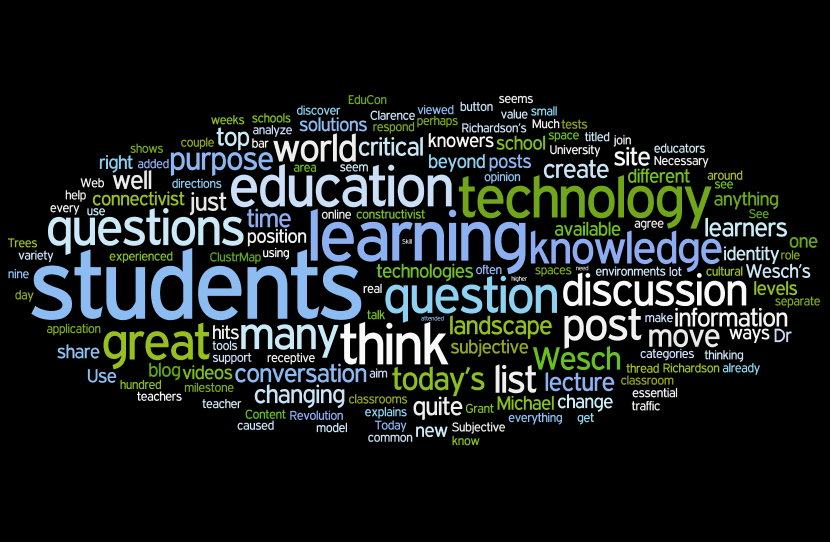 EduCon
discover
Clarence
viewed
button
seems
weeks
schools
solutions
respond
perhaps
value
small
shows
couple
top
analyze
Richardson's
Much
tests
bar
world
critical
knowers
school
space
titled
join
right
added
purpose
area
seem
beyond
posts
University
site
educators
Necessary
Web
well
directions
education
opinion
create
different
around
help
connectivist
just
technology
see
anything
every
use
time
online
constructivist
available
agree
See
learners
questions
position
learning
Skill
knowledge
identity
role
one
Trees
variety
experienced
ClustrMap
using
technologies
often
higher
spaces
need
environments
lot
cultural
Wesch's
nine
students
real
question
discussion
levels
day
talk
attended
separate
application
great
hits
many
think
landscape
post
make
information
share
tools
support
receptive
subjective
Wesch
move
ways
Dr
categories
thinking
Use
blog
videos
conversation
aim
today's
list
lecture
thread
Richardson
already
hundred
milestone
classroom
teachers
changing
classrooms
quite
Grant
Michael
change
essential
traffic
teacher
Content
Revolution
explains
everything
get
caused
model
Today
common
new
Subjective
know